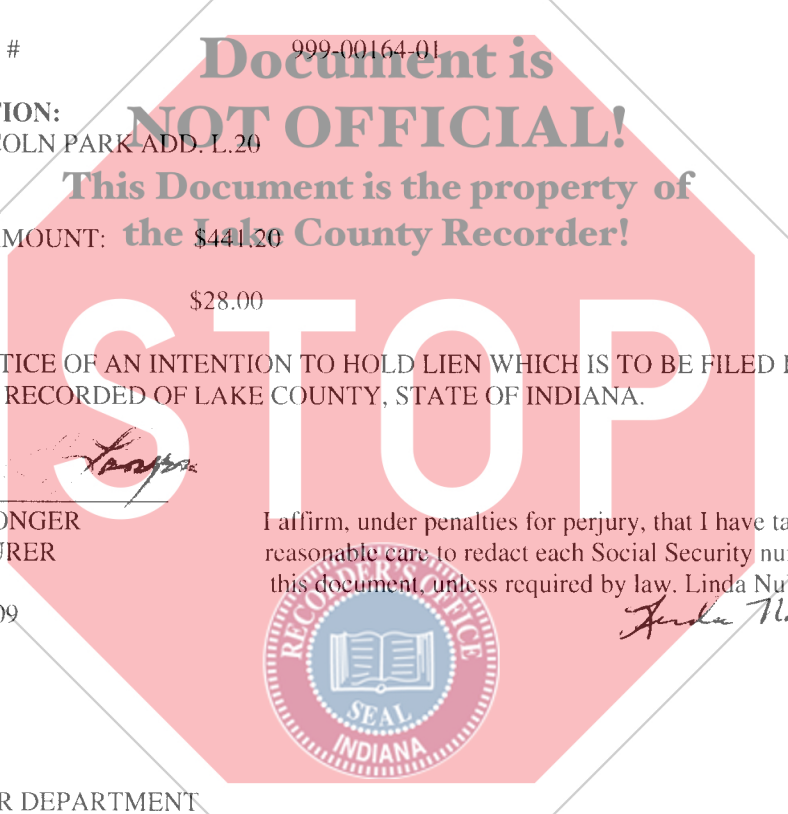 # 999-00164-01
Document is
TION:
NOT OFFICIAL!
COLN PARK ADD. L.20
This Document is the property of
MOUNT: $441.20
the Lake County Recorder!
$28.00
STOP
TICE OF AN INTENTION TO HOLD LIEN WHICH IS TO BE FILED
RECORDED OF LAKE COUNTY, STATE OF INDIANA.
ONGER
URER
09
I affirm, under penalties for perjury, that I have ta
reasonable care to redact each Social Security nu
this document, unless required by law. Linda Nu
RECORDER'S OFFICE
SEAL
INDIANA
R DEPARTMENT